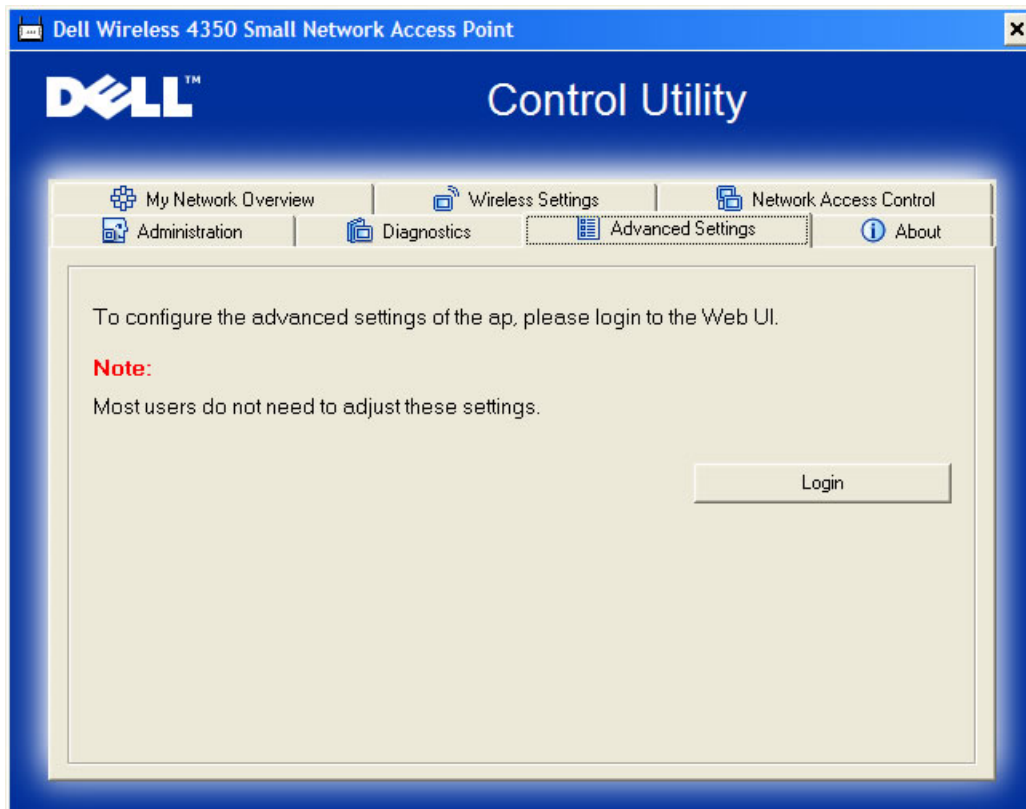 Dell Wireless 4350 Small Network Access Point
DELL™
Control Utility
My Network Overview
Wireless Settings
Network Access Control
Administration
Diagnostics
Advanced Settings
About
To configure the advanced settings of the ap, please login to the Web UI.
Note:
Most users do not need to adjust these settings.
Login